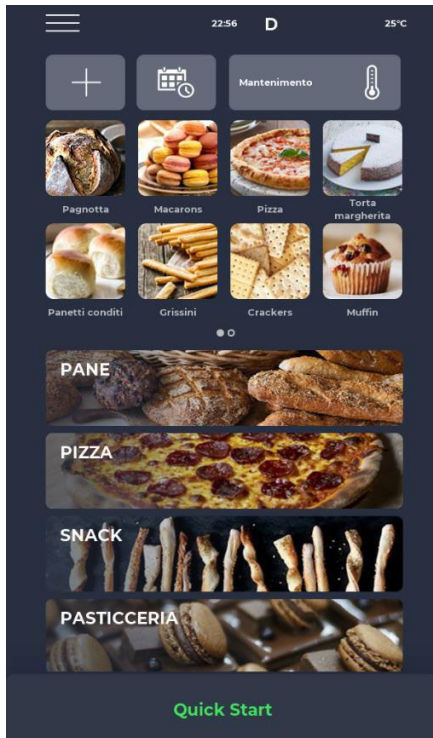 22:56 D 25°C
Mantenimento
Pagnotta Macarons Pizza Torta
margherita
Panetti conditi Grissini Crackers Muffin
PANE
PIZZA
SNACK
PASTICCERIA
Quick Start